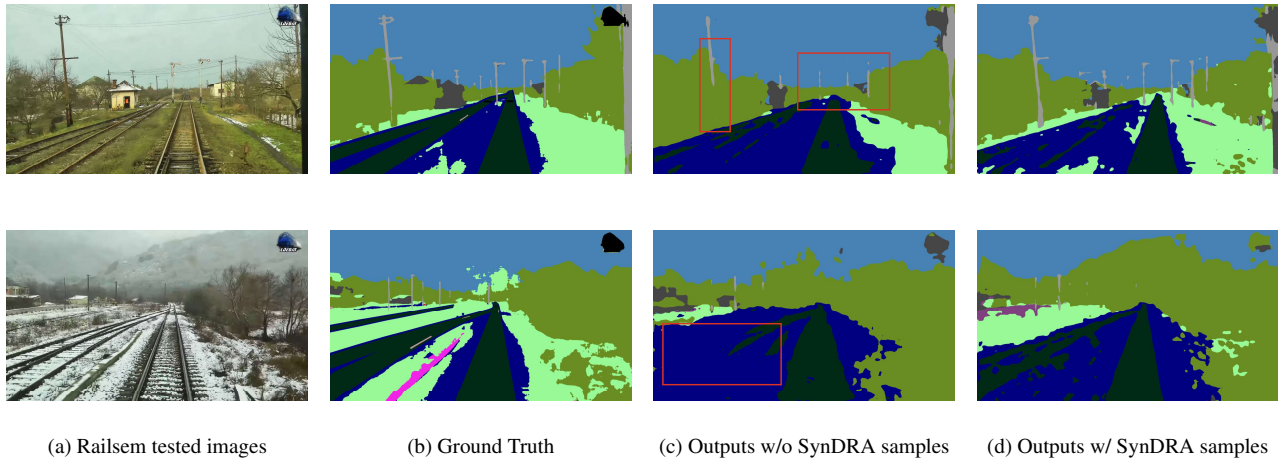 (a) Railsem tested images
(b) Ground Truth
(c) Outputs w/o SynDRA samples
(d) Outputs w/ SynDRA samples